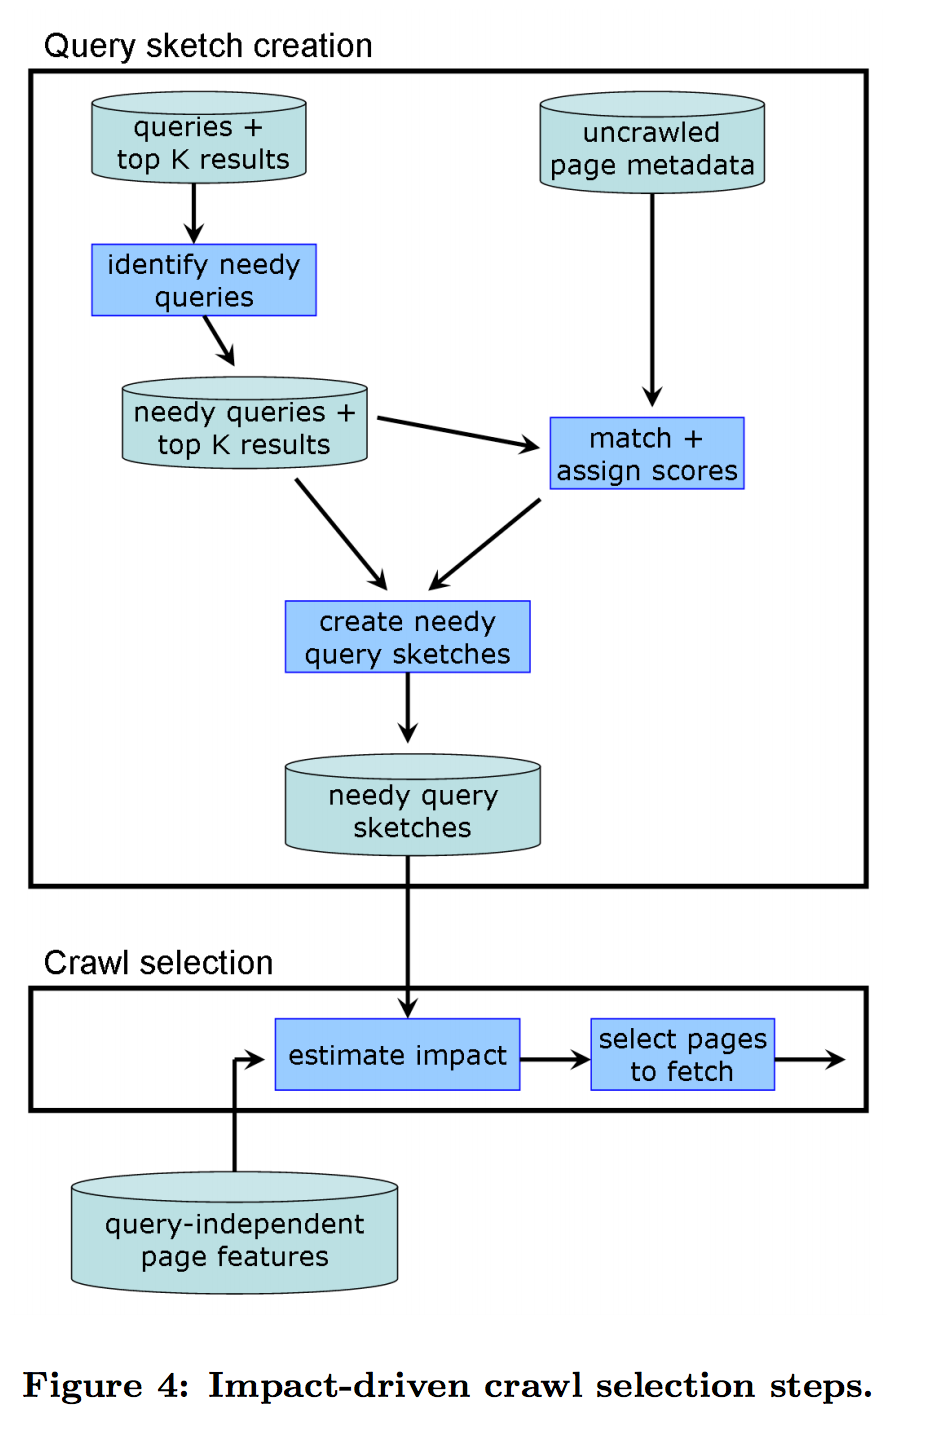 Query sketch creation
queries +
top K results
uncrawled
page metadata
identify needy
queries
needy queries +
top K results
match +
assign scores
create needy
query sketches
needy query
sketches
Crawl selection
estimate impact
select pages
to fetch
query-independent
page features
Figure 4: Impact-driven crawl selection steps.